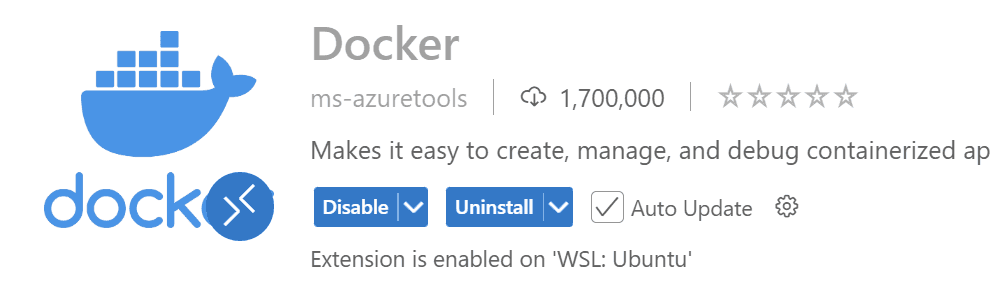 Docker
ms-azuretools 1,700,000
Makes it easy to create, manage, and debug containerized ap
docke
Disable Uninstall Auto Update
Extension is enabled on 'WSL: Ubuntu'